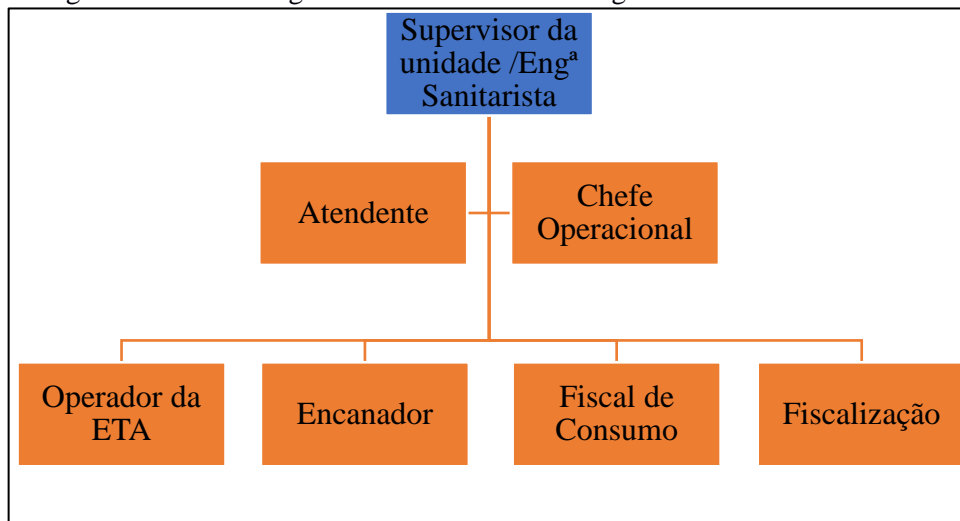 Supervisor da
unidade /Engª
Sanitarista
Atendente
Chefe
Operacional
Operador da
ETA
Encanador
Fiscal de
Consumo
Fiscalização